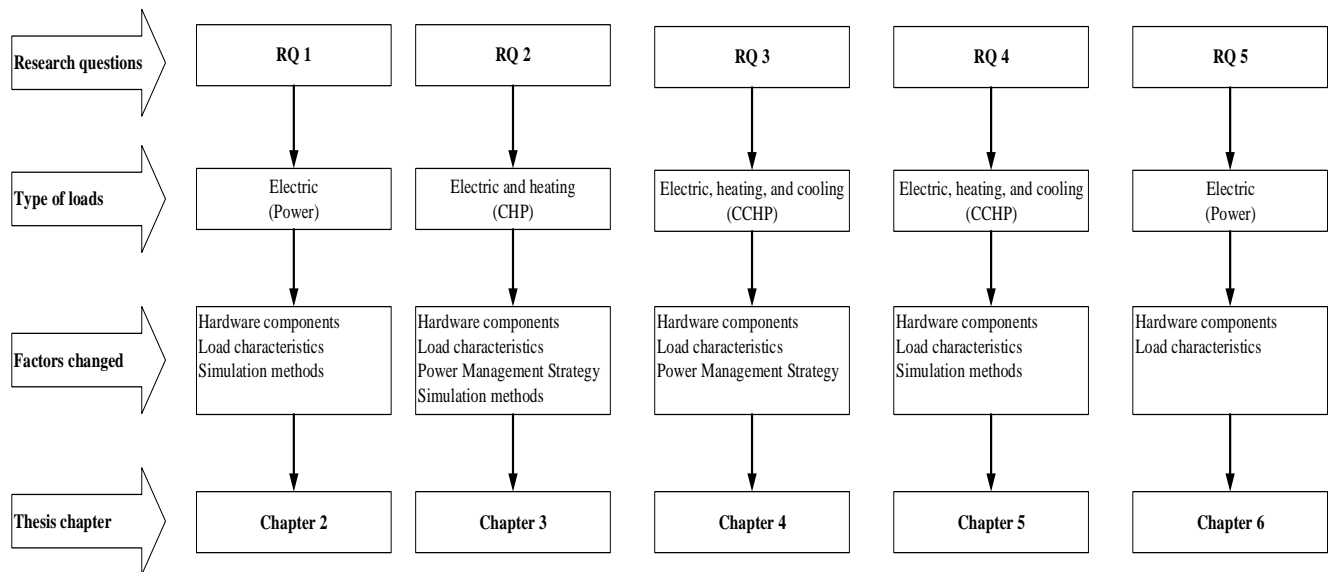 Research questions
RQ 1
RQ 2
RQ 3
RQ 4
RQ 5
Type of loads
Electric
(Power)
Electric and heating
(CHP)
Electric, heating, and cooling
(CCHP)
Electric, heating, and cooling
(CCHP)
Electric
(Power)
Factors changed
Hardware components
Load characteristics
Simulation methods
Hardware components
Load characteristics
Power Management Strategy
Simulation methods
Hardware components
Load characteristics
Power Management Strategy
Hardware components
Load characteristics
Simulation methods
Hardware components
Load characteristics
Thesis chapter
Chapter 2
Chapter 3
Chapter 4
Chapter 5
Chapter 6